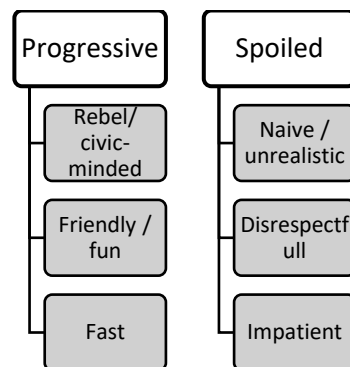 Progressive
Rebel/
civic-
minded
Friendly /
fun
Fast
Spoiled
Naive /
unrealistic
Disrespectf
ull
Impatient